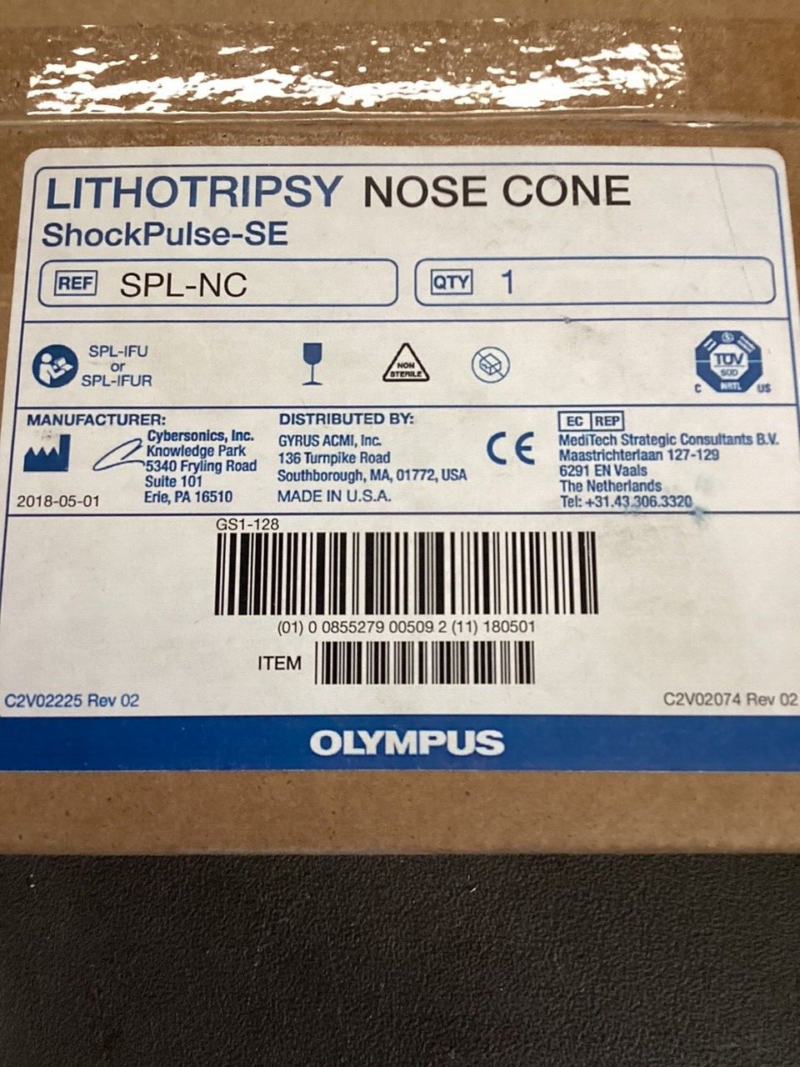 LITHOTRIPSY NOSE CONE
ShockPulse-SE
REF SPL-NC
QTY 1
SPL-IFU
or
SPL-IFUR
NON
STERILE
TÜV
SÜD
NRTL
C US
MANUFACTURER:
Cybersonics, Inc.
Knowledge Park
5340 Fryling Road
Suite 101
Erie, PA 16510
2018-05-01
DISTRIBUTED BY:
GYRUS ACMI, Inc.
136 Turnpike Road
Southborough, MA, 01772, USA
MADE IN U.S.A.
CE
EC REP
MediTech Strategic Consultants B.V.
Maastrichterlaan 127-129
6291 EN Vaals
The Netherlands
Tel: +31.43.306.3320
GS1-128
(01) 0 0855279 00509 2 (11) 180501
ITEM
C2V02225 Rev 02
C2V02074 Rev 02
OLYMPUS